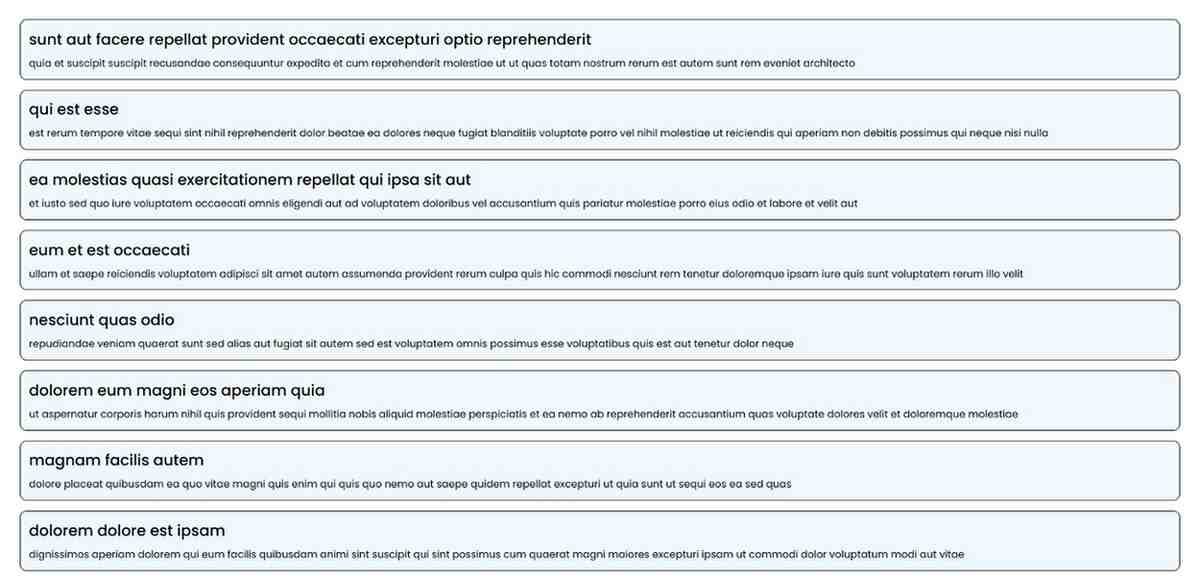 sunt aut facere repellat provident occaecati excepturi optio reprehenderit
quia et suscipit suscipit recusandae consequuntur expedita et cum reprehenderit molestiae ut ut quas totam nostrum rerum est autem sunt rem eveniet architecto
qui est esse
est rerum tempore vitae sequi sint nihil reprehenderit dolor beatae ea dolores neque fugiat blanditiis voluptate porro vel nihil molestiae ut reiciendis qui aperiam non debitis possimus qui neque nisi nulla
ea molestias quasi exercitationem repellat qui ipsa sit aut
et iusto sed quo iure voluptatem occaecati omnis eligendi aut ad voluptatem doloribus vel accusantium quis pariatur molestiae porro eius odio et labore et velit aut
eum et est occaecati
ullam et saepe reiciendis voluptatem adipisci sit amet autem assumenda provident rerum culpa quis hic commodi nesciunt rem tenetur doloremque ipsam iure quis sunt voluptatem rerum illo velit
nesciunt quas odio
repudiandae veniam quaerat sunt sed alias aut fugiat sit autem sed est voluptatem omnis possimus esse voluptatibus quis est aut tenetur dolor neque
dolorem eum magni eos aperiam quia
ut aspernatur corporis harum nihil quis provident sequi mollitia nobis aliquid molestiae perspiciatis et ea nemo ab reprehenderit accusantium quas voluptate dolores velit et doloremque molestiae
magnam facilis autem
dolore placeat quibusdam ea quo vitae magni quis enim qui quis quo nemo aut saepe quidem repellat excepturi ut quia sunt ut sequi eos ea sed quas
dolorem dolore est ipsam
dignissimos aperiam dolorem qui eum facilis quibusdam animi sint suscipit qui sint possimus cum quaerat magni maiores excepturi ipsam ut commodi dolor voluptatum modi aut vitae